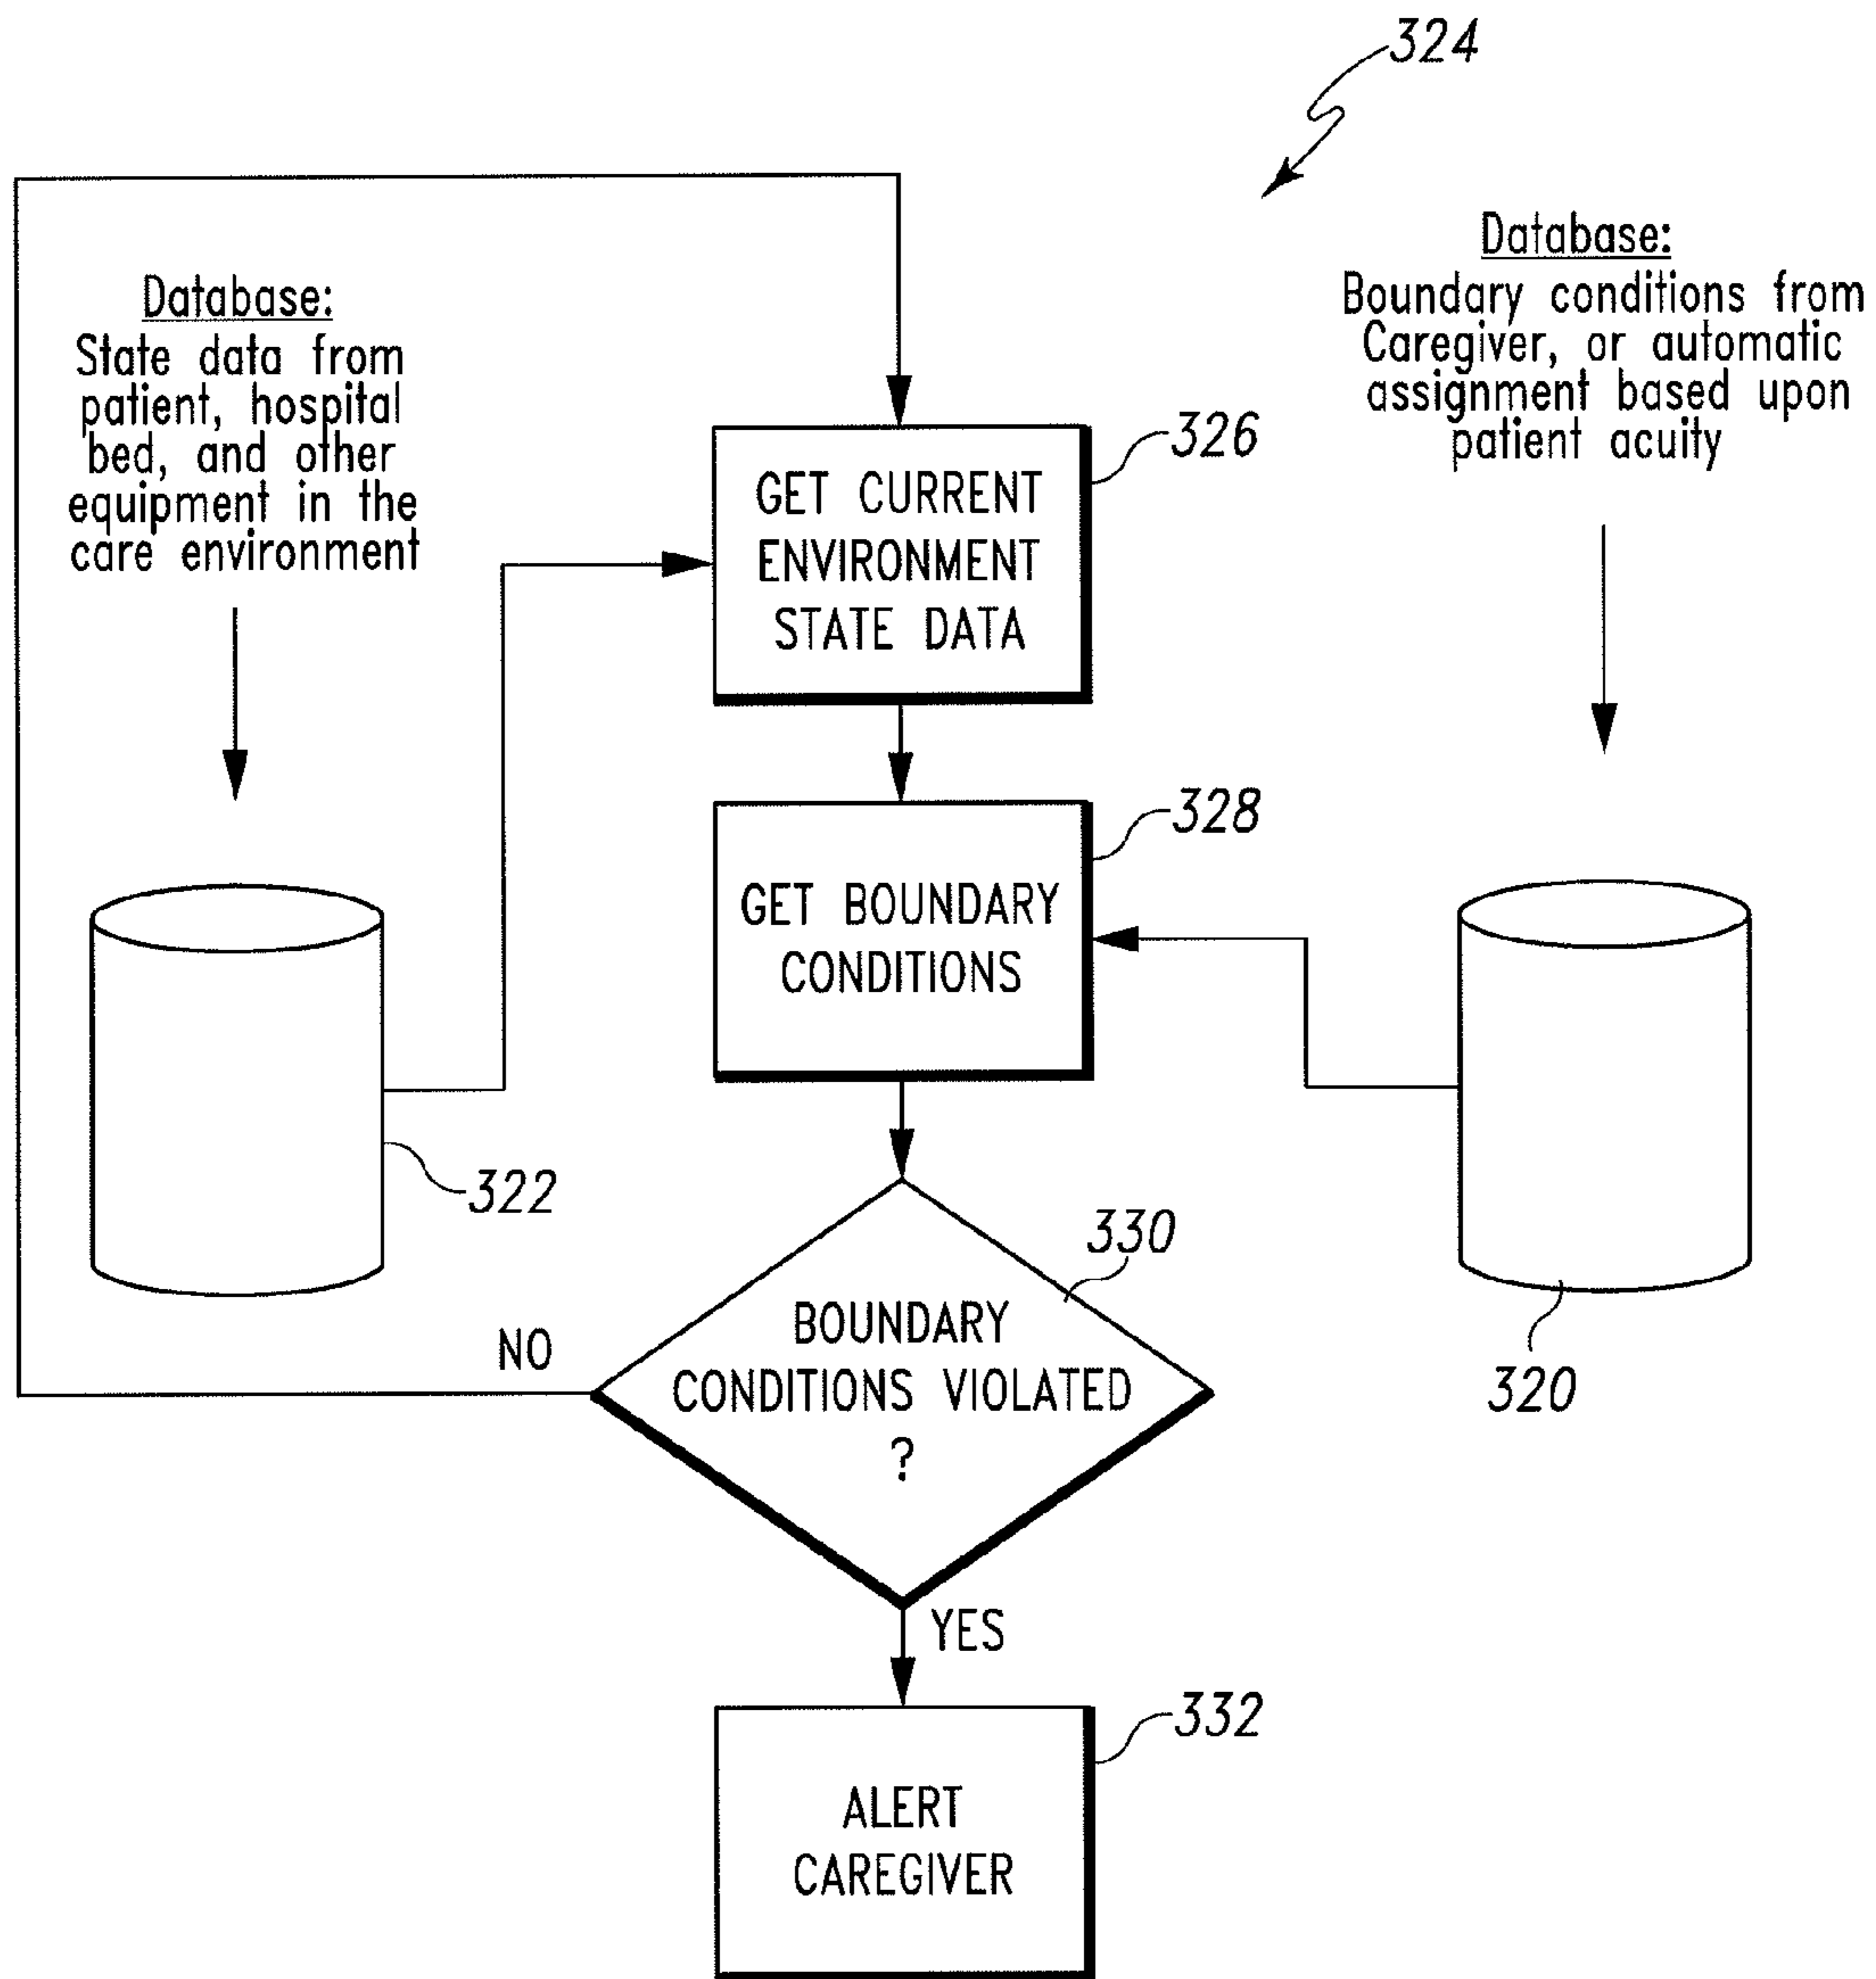 324
Database:
State data from
patient, hospital
bed, and other
equipment in the
care environment
Database:
Boundary conditions from
Caregiver, or automatic
assignment based upon
patient acuity
326
GET CURRENT
ENVIRONMENT
STATE DATA
328
GET BOUNDARY
CONDITIONS
322
330
BOUNDARY
CONDITIONS VIOLATED
?
NO
320
YES
332
ALERT
CAREGIVER